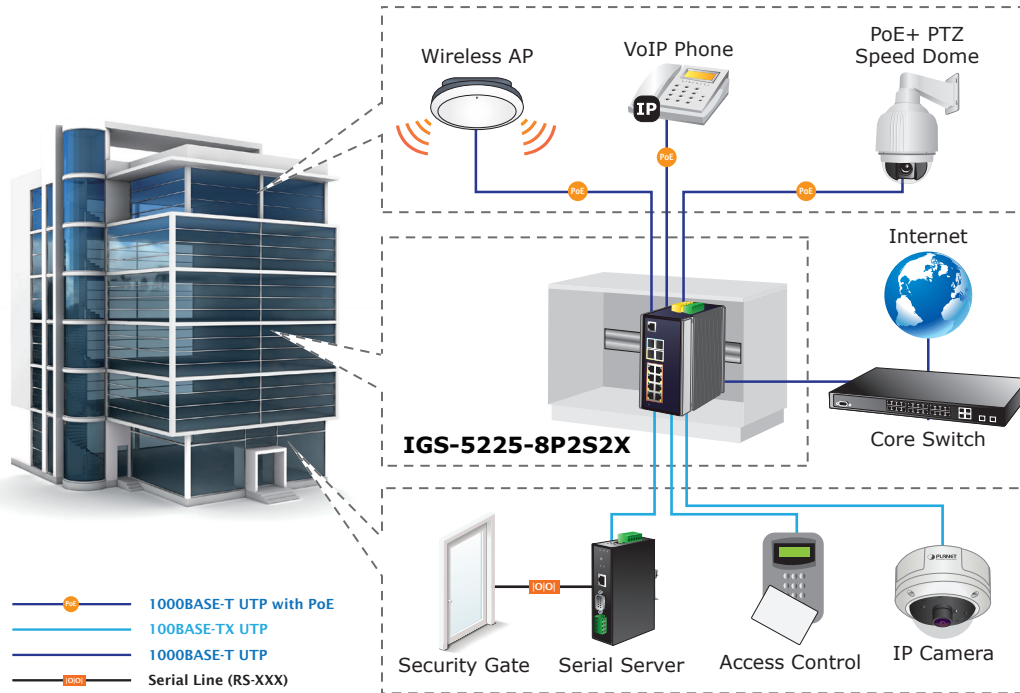 Wireless AP
VoIP Phone
PoE+ PTZ
Speed Dome
IP
PoE
PoE
PoE
Internet
IGS-5225-8P2S2X
Core Switch
PLANET
|O|O|
Security Gate
Serial Server
Access Control
IP Camera
PoE
1000BASE-T UTP with PoE
100BASE-TX UTP
1000BASE-T UTP
|O|O|
Serial Line (RS-XXX)